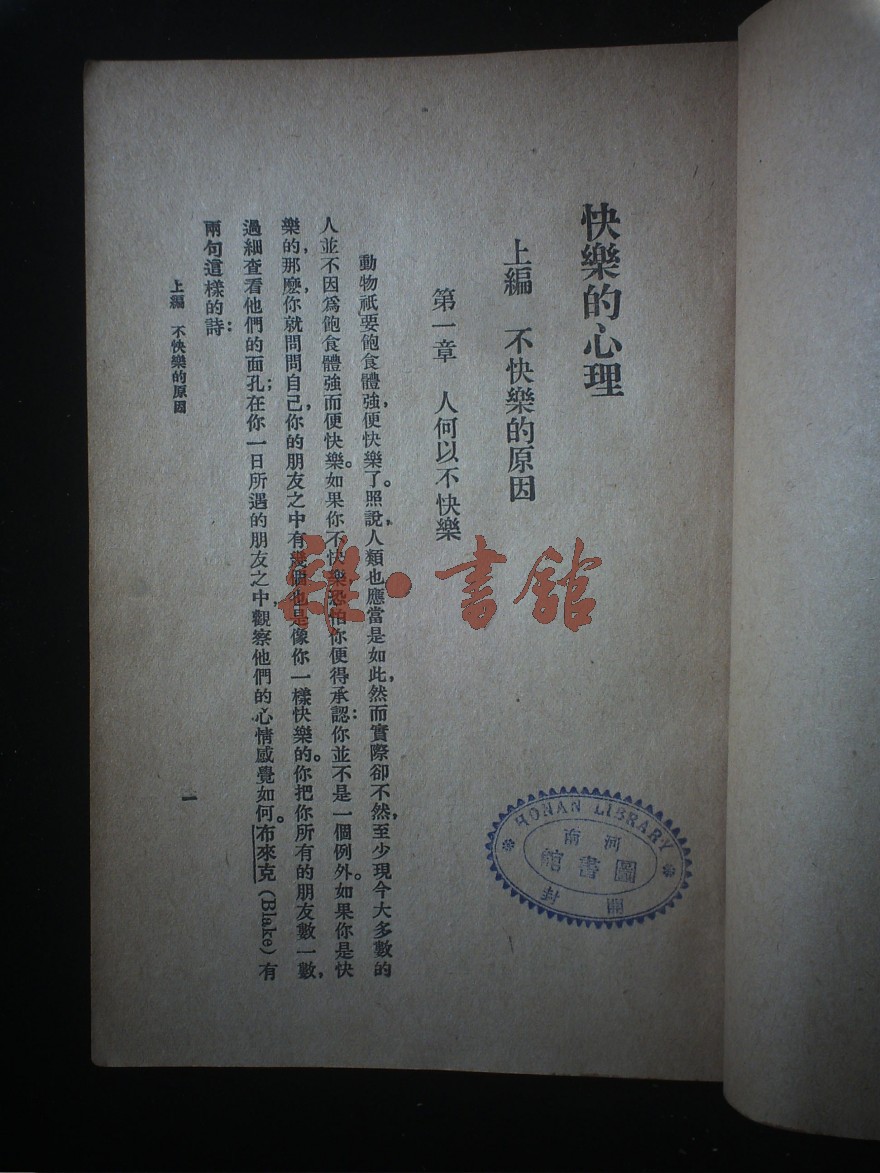 快樂的心理
上編　不快樂的原因
第一章　人何以不快樂
動物祇要飽食體強，便快樂了。照說，人類也應當是如此，然而實際卻不然，至少現今大多數的
人並不因爲飽食體強而便快樂。如果你不快樂，恐怕你便得承認：你並不是一個例外。如果你是快
樂的，那麼，你就問問自己，你的朋友之中有幾個也是像你一樣快樂的。你把你所有的朋友數一數，
過細查看他們的面孔；在你一日所遇的朋友之中觀察他們的心情感覺如何。布來克（Blake）有
兩句這樣的詩：
上編　不快樂的原因
一
HONAN LIBRARY
河南
圖書館
開封
雜·書館